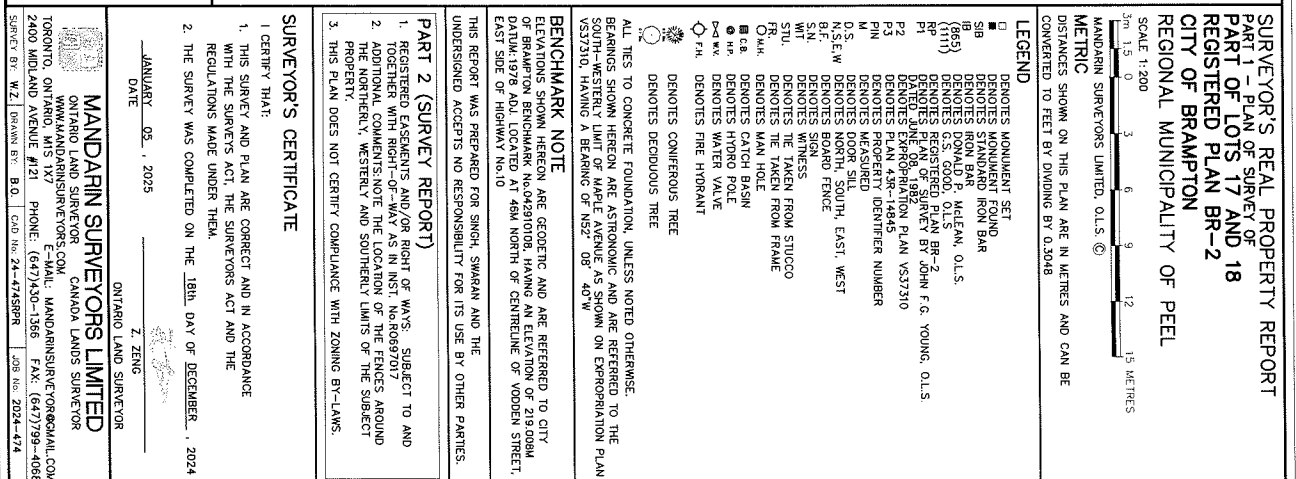 SURVEYOR'S REAL PROPERTY REPORT
PART 1 - PLAN OF SURVEY OF
PART OF LOTS 17 AND 18
REGISTERED PLAN BR-2
CITY OF BRAMPTON
REGIONAL MUNICIPALITY OF PEEL
SCALE 1:200
3m 1.5 0 3 6 9 12 15 METRES
MANDARIN SURVEYORS LIMITED, O.L.S. ©
METRIC
DISTANCES SHOWN ON THIS PLAN ARE IN METRES AND CAN BE
CONVERTED TO FEET BY DIVIDING BY 0.3048
LEGEND
□ DENOTES MONUMENT SET
■ DENOTES MONUMENT FOUND
SIB DENOTES STANDARD IRON BAR
IB DENOTES IRON BAR
(865) DENOTES DONALD P. McLEAN, O.L.S.
(1111) DENOTES G.S. GOOD, O.L.S
RP DENOTES REGISTERED PLAN BR-2
P1 DENOTES PLAN OF SURVEY BY JOHN F.G. YOUNG, O.L.S.
DATED JUNE 08, 1982
P2 DENOTES EXPROPRIATION PLAN VS37310
P3 DENOTES PLAN 43R-14845
PIN DENOTES PROPERTY IDENTIFIER NUMBER
M DENOTES MEASURED
D.S. DENOTES DOOR SILL
N,S,E,W DENOTES NORTH, SOUTH, EAST, WEST
B.F. DENOTES BOARD FENCE
S.N. DENOTES SIGN
WIT DENOTES WITNESS
STU. DENOTES TIE TAKEN FROM STUCCO
FR. DENOTES TIE TAKEN FROM FRAME
M.H. DENOTES MAN HOLE
C.B. DENOTES CATCH BASIN
H.P. DENOTES HYDRO POLE
W.V. DENOTES WATER VALVE
F.H. DENOTES FIRE HYDRANT
DENOTES CONIFEROUS TREE
DENOTES DECIDUOUS TREE
ALL TIES TO CONCRETE FOUNDATION, UNLESS NOTED OTHERWISE.
BEARINGS SHOWN HEREON ARE ASTRONOMIC AND ARE REFERRED TO THE
SOUTH-WESTERLY LIMIT OF MAPLE AVENUE AS SHOWN ON EXPROPRIATION PLAN
VS37310, HAVING A BEARING OF N52° 08' 40"W
BENCHMARK NOTE
ELEVATIONS SHOWN HEREON ARE GEODETIC AND ARE REFERRED TO CITY
OF BRAMPTON BENCHMARK No.042910108, HAVING AN ELEVATION OF 219.008M
DATUM:1978 ADJ. LOCATED AT 46M NORTH OF CENTRELINE OF VODDEN STREET,
EAST SIDE OF HIGHWAY No.10
THIS REPORT WAS PREPARED FOR SINGH, SWARAN AND THE
UNDERSIGNED ACCEPTS NO RESPONSIBILITY FOR ITS USE BY OTHER PARTIES.
PART 2 (SURVEY REPORT)
1. REGISTERED EASEMENTS AND/OR RIGHT OF WAYS: SUBJECT TO AND
TOGETHER WITH RIGHT-OF-WAY AS IN INST. No.RO697017
2. ADDITIONAL COMMENTS: NOTE THE LOCATION OF THE FENCES AROUND
THE NORTHERLY, WESTERLY AND SOUTHERLY LIMITS OF THE SUBJECT
PROPERTY.
3. THIS PLAN DOES NOT CERTIFY COMPLIANCE WITH ZONING BY-LAWS.
SURVEYOR'S CERTIFICATE
I CERTIFY THAT:
1. THIS SURVEY AND PLAN ARE CORRECT AND IN ACCORDANCE
WITH THE SURVEYS ACT, THE SURVEYORS ACT AND THE
REGULATIONS MADE UNDER THEM.
2. THE SURVEY WAS COMPLETED ON THE 18th DAY OF DECEMBER , 2024
JANUARY 05 , 2025
DATE
Z. ZENG
ONTARIO LAND SURVEYOR
MANDARIN SURVEYORS LIMITED
ONTARIO LAND SURVEYOR CANADA LANDS SURVEYOR
WWW.MANDARINSURVEYORS.COM
TORONTO, ONTARIO, M1S 1X7 E-MAIL: MANDARINSURVEYOR@GMAIL.COM
2400 MIDLAND AVENUE #121 PHONE: (647)430-1366 FAX: (647)799-4068
SURVEY BY: W.Z. DRAWN BY: B.O. CAD No: 24-474SRPR JOB No: 2024-474